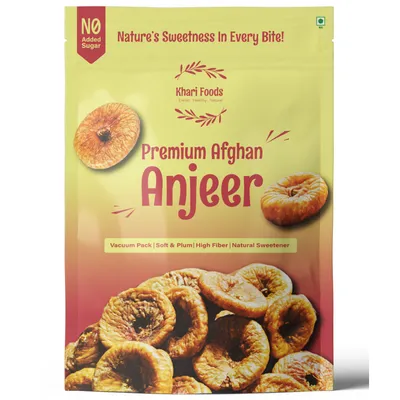 NO
Added
Sugar
Nature's Sweetness In Every Bite!
Khari Foods
Premium Afghan
Anjeer
Vacuum Pack | Soft & Plum | High Fiber | Natural Sweetener